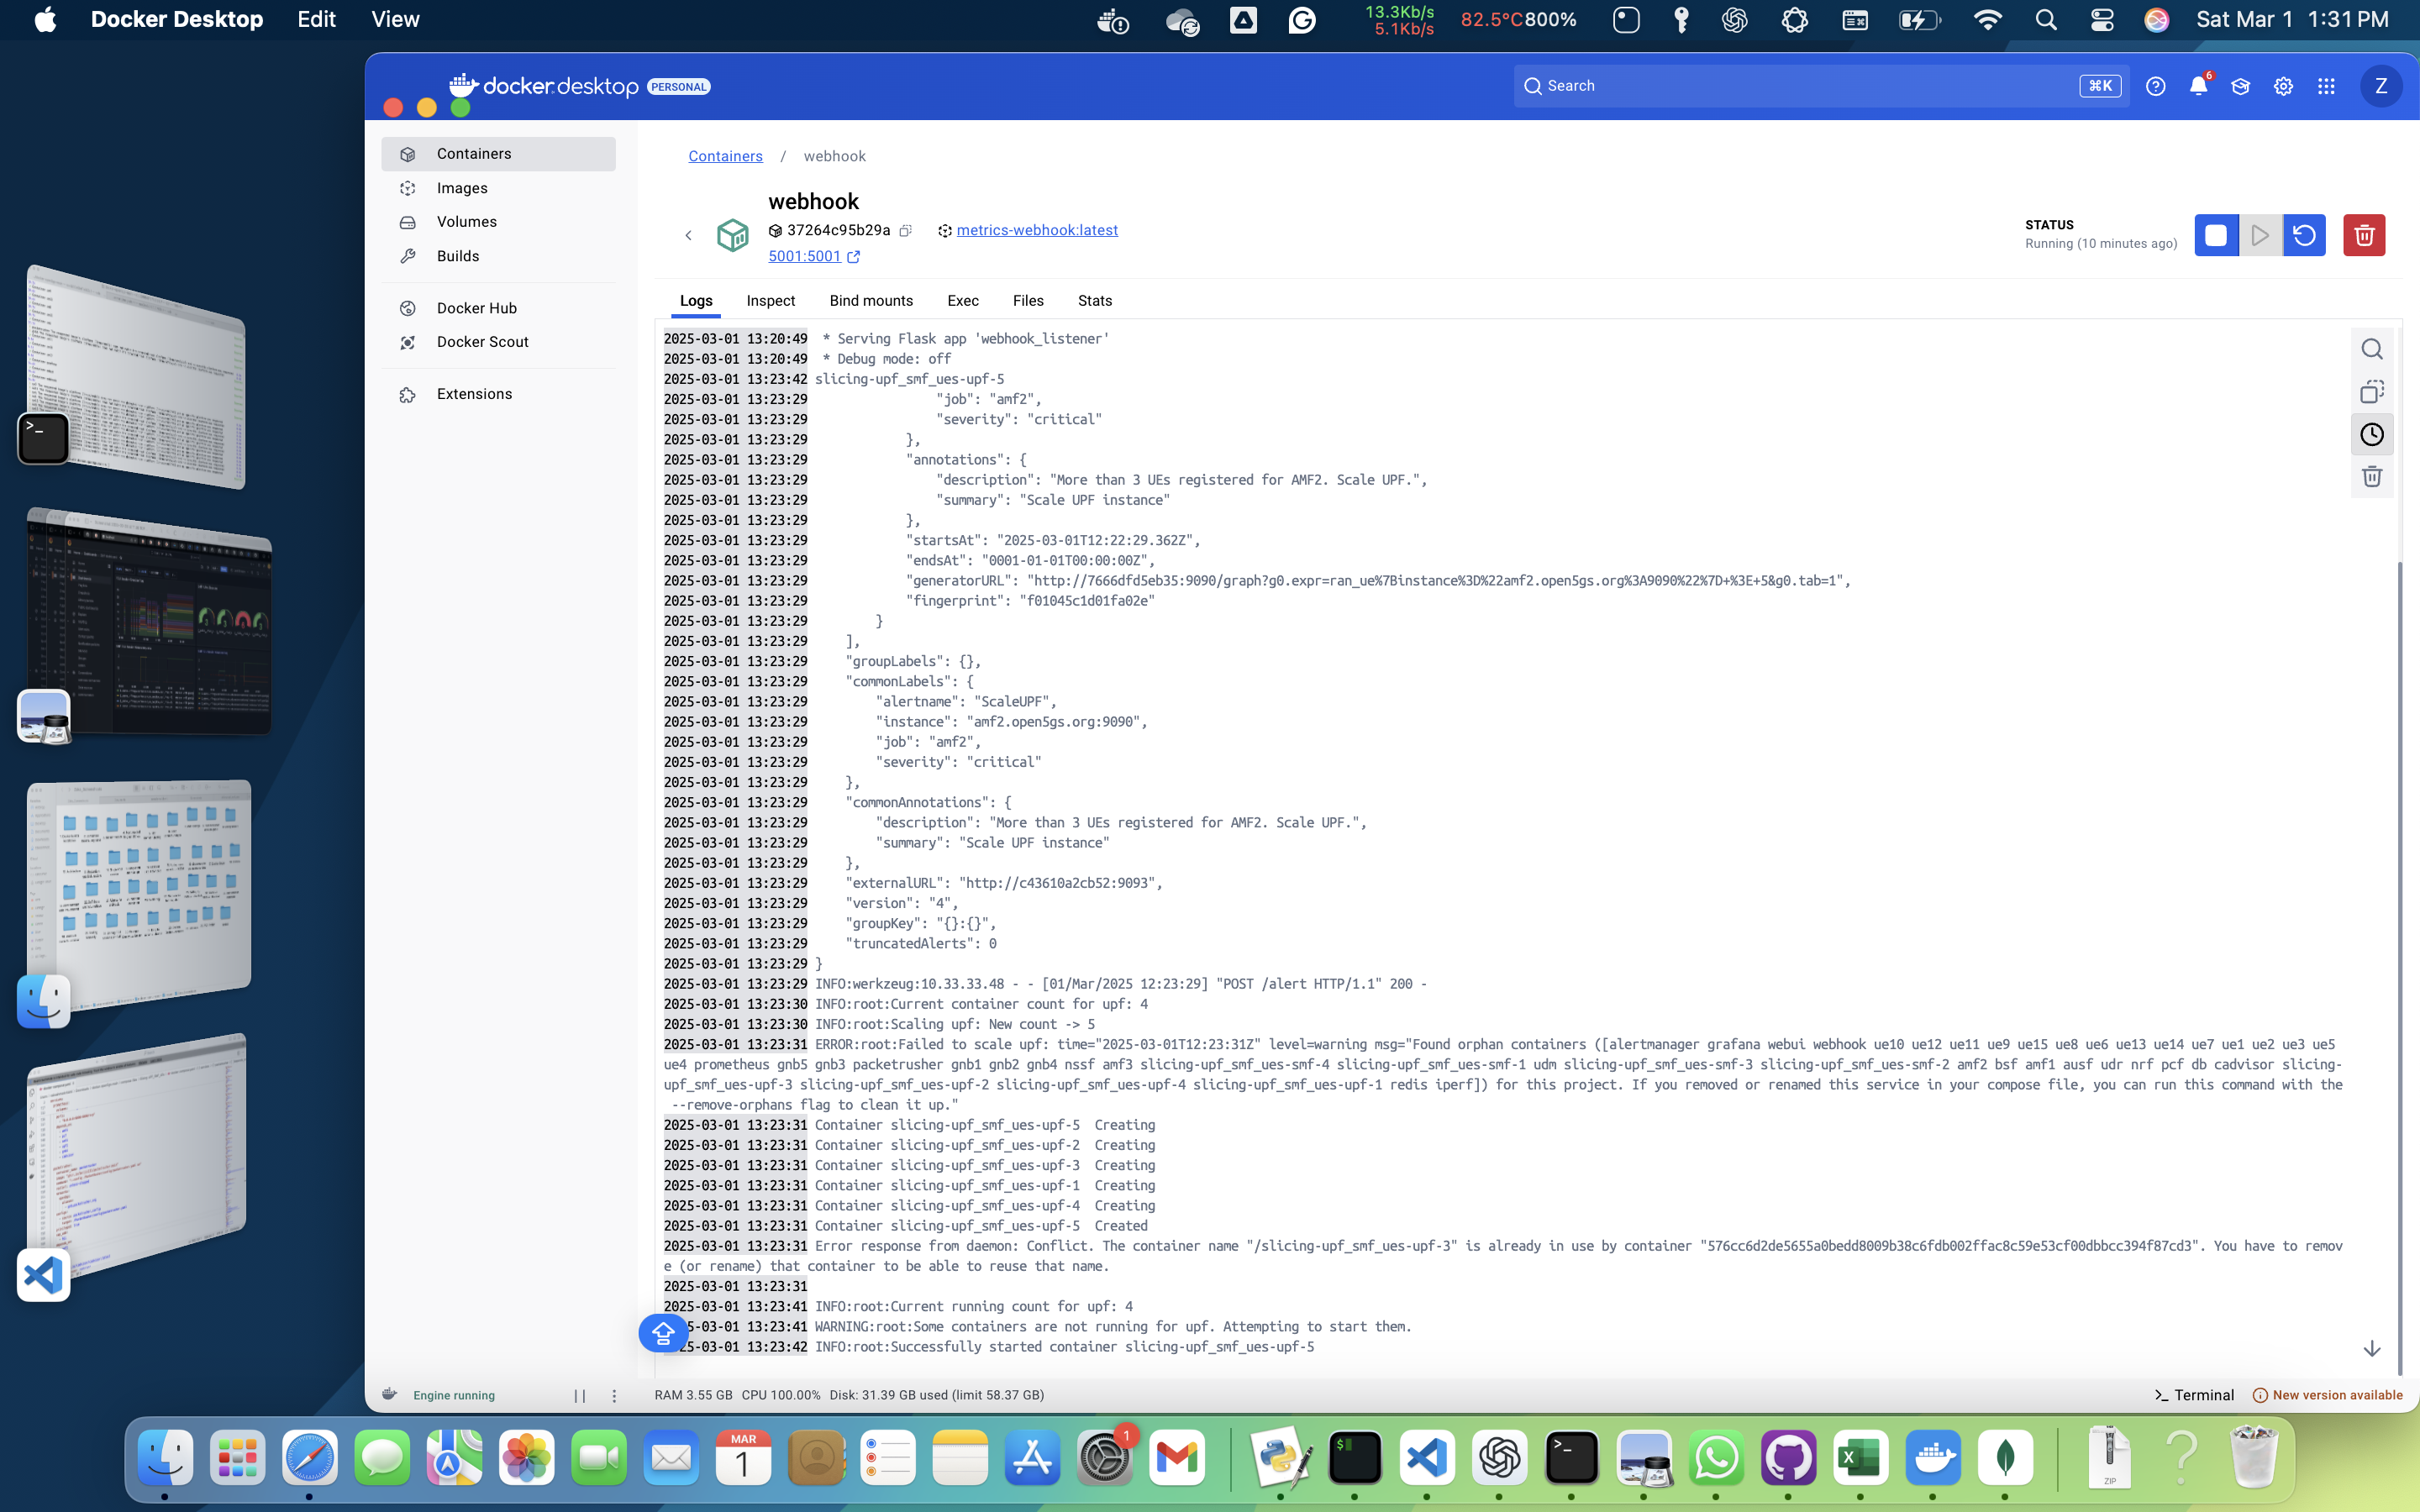 Docker Desktop Edit View
13.3Kb/s
5.1Kb/s
82.5°C800%
Sat Mar 1 1:31 PM
docker desktop PERSONAL
Search
⌘K
6
Z
Containers
Images
Volumes
Builds
Docker Hub
Docker Scout
Extensions
Containers / webhook
webhook
37264c95b29a metrics-webhook:latest
5001:5001
STATUS
Running (10 minutes ago)
Logs Inspect Bind mounts Exec Files Stats
2025-03-01 13:20:49 * Serving Flask app 'webhook_listener'
2025-03-01 13:20:49 * Debug mode: off
2025-03-01 13:23:42 slicing-upf_smf_ues-upf-5
2025-03-01 13:23:29 "job": "amf2",
2025-03-01 13:23:29 "severity": "critical"
2025-03-01 13:23:29 },
2025-03-01 13:23:29 "annotations": {
2025-03-01 13:23:29 "description": "More than 3 UEs registered for AMF2. Scale UPF.",
2025-03-01 13:23:29 "summary": "Scale UPF instance"
2025-03-01 13:23:29 },
2025-03-01 13:23:29 "startsAt": "2025-03-01T12:22:29.362Z",
2025-03-01 13:23:29 "endsAt": "0001-01-01T00:00:00Z",
2025-03-01 13:23:29 "generatorURL": "http://7666dfd5eb35:9090/graph?g0.expr=ran_ue%7Binstance%3D%22amf2.open5gs.org%3A9090%22%7D+%3E+5&g0.tab=1",
2025-03-01 13:23:29 "fingerprint": "f01045c1d01fa02e"
2025-03-01 13:23:29 }
2025-03-01 13:23:29 ],
2025-03-01 13:23:29 "groupLabels": {},
2025-03-01 13:23:29 "commonLabels": {
2025-03-01 13:23:29 "alertname": "ScaleUPF",
2025-03-01 13:23:29 "instance": "amf2.open5gs.org:9090",
2025-03-01 13:23:29 "job": "amf2",
2025-03-01 13:23:29 "severity": "critical"
2025-03-01 13:23:29 },
2025-03-01 13:23:29 "commonAnnotations": {
2025-03-01 13:23:29 "description": "More than 3 UEs registered for AMF2. Scale UPF.",
2025-03-01 13:23:29 "summary": "Scale UPF instance"
2025-03-01 13:23:29 },
2025-03-01 13:23:29 "externalURL": "http://c43610a2cb52:9093",
2025-03-01 13:23:29 "version": "4",
2025-03-01 13:23:29 "groupKey": "{}:{}",
2025-03-01 13:23:29 "truncatedAlerts": 0
2025-03-01 13:23:29 }
2025-03-01 13:23:29 INFO:werkzeug:10.33.33.48 - - [01/Mar/2025 12:23:29] "POST /alert HTTP/1.1" 200 -
2025-03-01 13:23:30 INFO:root:Current container count for upf: 4
2025-03-01 13:23:30 INFO:root:Scaling upf: New count -> 5
2025-03-01 13:23:31 ERROR:root:Failed to scale upf: time="2025-03-01T12:23:31Z" level=warning msg="Found orphan containers ([alertmanager grafana webui webhook ue10 ue12 ue11 ue9 ue15 ue8 ue6 ue13 ue14 ue7 ue1 ue2 ue3 ue5
ue4 prometheus gnb5 gnb3 packetrusher gnb1 gnb2 gnb4 nssf amf3 slicing-upf_smf_ues-smf-4 slicing-upf_smf_ues-smf-1 udm slicing-upf_smf_ues-smf-3 slicing-upf_smf_ues-smf-2 amf2 bsf amf1 ausf udr nrf pcf db cadvisor slicing-
upf_smf_ues-upf-3 slicing-upf_smf_ues-upf-2 slicing-upf_smf_ues-upf-4 slicing-upf_smf_ues-upf-1 redis iperf]) for this project. If you removed or renamed this service in your compose file, you can run this command with the
--remove-orphans flag to clean it up."
2025-03-01 13:23:31 Container slicing-upf_smf_ues-upf-5 Creating
2025-03-01 13:23:31 Container slicing-upf_smf_ues-upf-2 Creating
2025-03-01 13:23:31 Container slicing-upf_smf_ues-upf-3 Creating
2025-03-01 13:23:31 Container slicing-upf_smf_ues-upf-1 Creating
2025-03-01 13:23:31 Container slicing-upf_smf_ues-upf-4 Creating
2025-03-01 13:23:31 Container slicing-upf_smf_ues-upf-5 Created
2025-03-01 13:23:31 Error response from daemon: Conflict. The container name "/slicing-upf_smf_ues-upf-3" is already in use by container "576cc6d2de5655a0bedd8009b38c6fdb002ffac8c59e53cf00dbbcc394f87cd3". You have to remov
e (or rename) that container to be able to reuse that name.
2025-03-01 13:23:31
2025-03-01 13:23:41 INFO:root:Current running count for upf: 4
5-03-01 13:23:41 WARNING:root:Some containers are not running for upf. Attempting to start them.
25-03-01 13:23:42 INFO:root:Successfully started container slicing-upf_smf_ues-upf-5
Engine running
RAM 3.55 GB CPU 100.00% Disk: 31.39 GB used (limit 58.37 GB)
>_ Terminal
New version available
MAR
1
1
ZIP